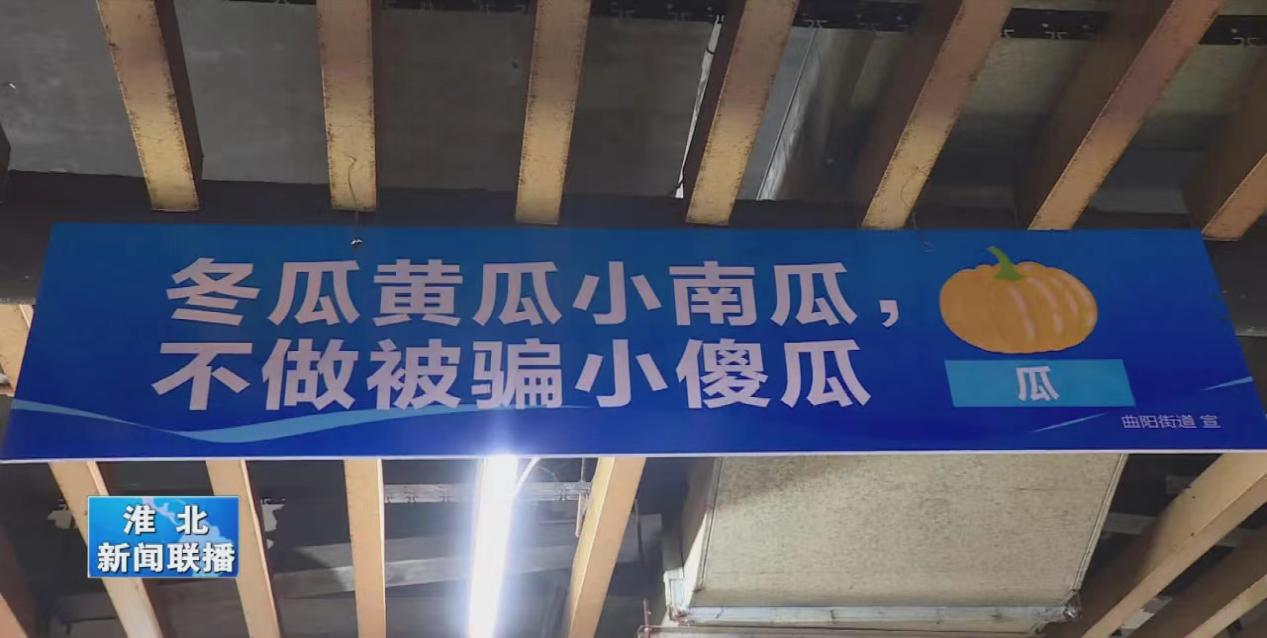 冬瓜黄瓜小南瓜，
不做被骗小傻瓜
瓜
曲阳街道 宣
淮北
新闻联播